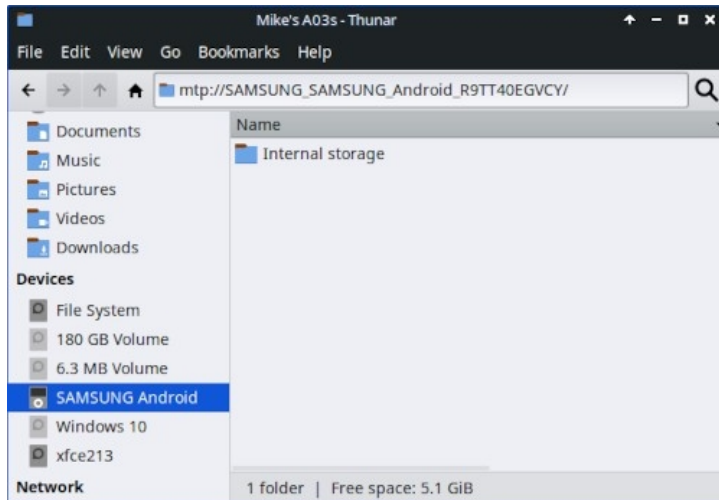 Mike's A03s - Thunar
File Edit View Go Bookmarks Help
mtp://SAMSUNG_SAMSUNG_Android_R9TT40EGVCY/
Documents
Music
Pictures
Videos
Downloads
Devices
File System
180 GB Volume
6.3 MB Volume
SAMSUNG Android
Windows 10
xfce213
Network
Name
Internal storage
1 folder | Free space: 5.1 GiB